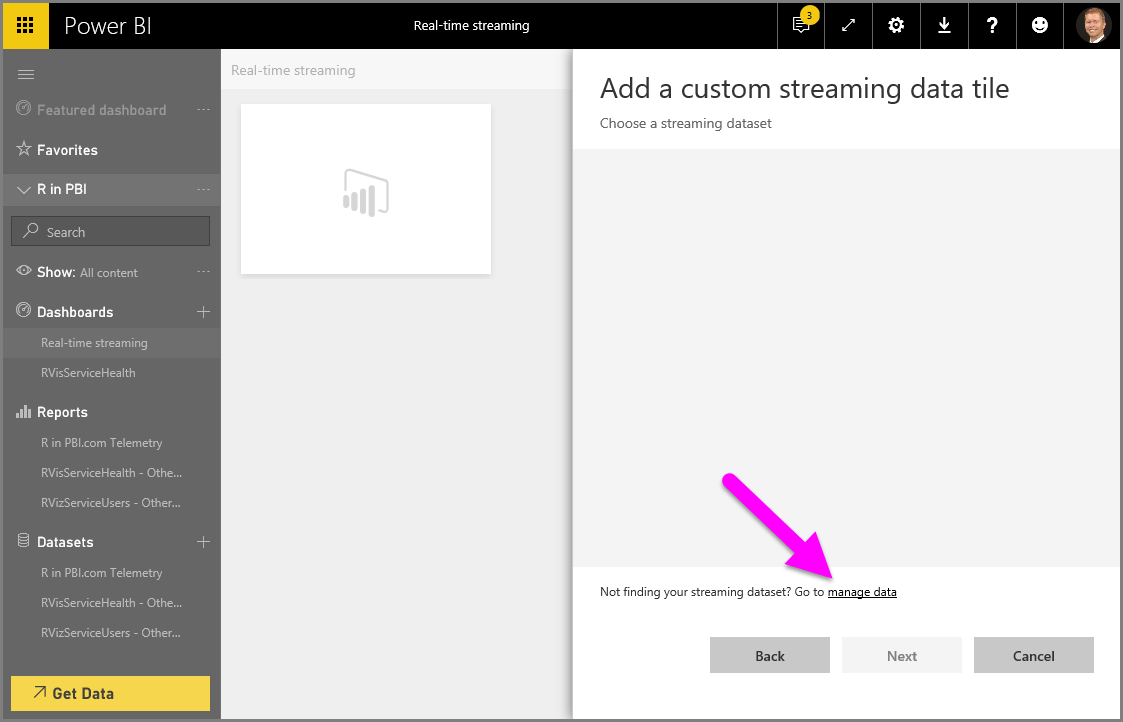 Power BI
Real-time streaming
3
?
Featured dashboard
Favorites
R in PBI
Search
Show: All content
Dashboards
Real-time streaming
RVisServiceHealth
Reports
R in PBI.com Telemetry
RVisServiceHealth - Othe...
RVizServiceUsers - Other...
Datasets
R in PBI.com Telemetry
RVisServiceHealth - Othe...
RVizServiceUsers - Other...
Get Data
Real-time streaming
Add a custom streaming data tile
Choose a streaming dataset
Not finding your streaming dataset? Go to manage data
Back
Next
Cancel